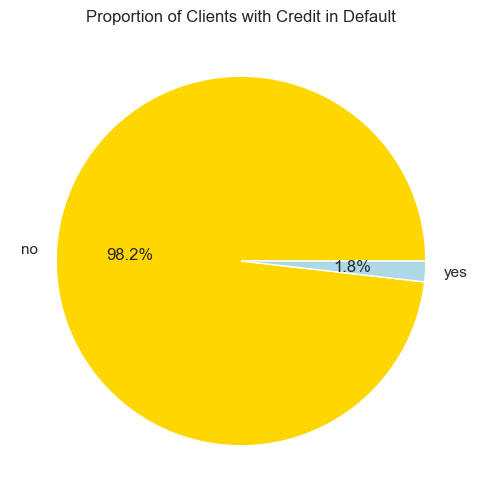 Proportion of Clients with Credit in Default
no
98.2%
1.8%
yes